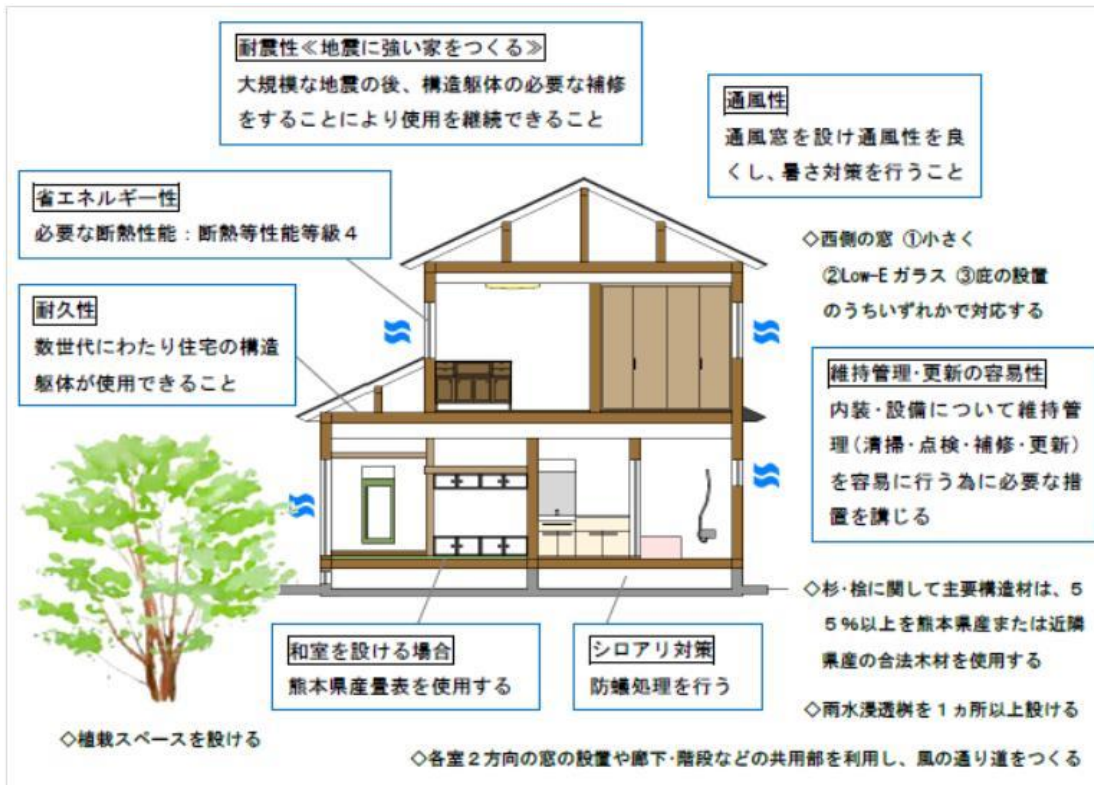 耐震性≪地震に強い家をつくる≫
大規模な地震の後、構造躯体の必要な補修
をすることにより使用を継続できること
通風性
通風窓を設け通風性を良
くし、暑さ対策を行うこと
省エネルギー性
必要な断熱性能：断熱等性能等級４
◇西側の窓 ①小さく
②Low-E ガラス ③庇の設置
のうちいずれかで対応する
耐久性
数世代にわたり住宅の構造
躯体が使用できること
維持管理･更新の容易性
内装･設備について維持管
理(清掃･点検･補修･更新)
を容易に行う為に必要な措
置を講じる
◇杉･桧に関して主要構造材は、５
５%以上を熊本県産または近隣
県産の合法木材を使用する
和室を設ける場合
熊本県産畳表を使用する
シロアリ対策
防蟻処理を行う
◇雨水浸透桝を１ヵ所以上設ける
◇植栽スペースを設ける
◇各室２方向の窓の設置や廊下･階段などの共用部を利用し、風の通り道をつくる